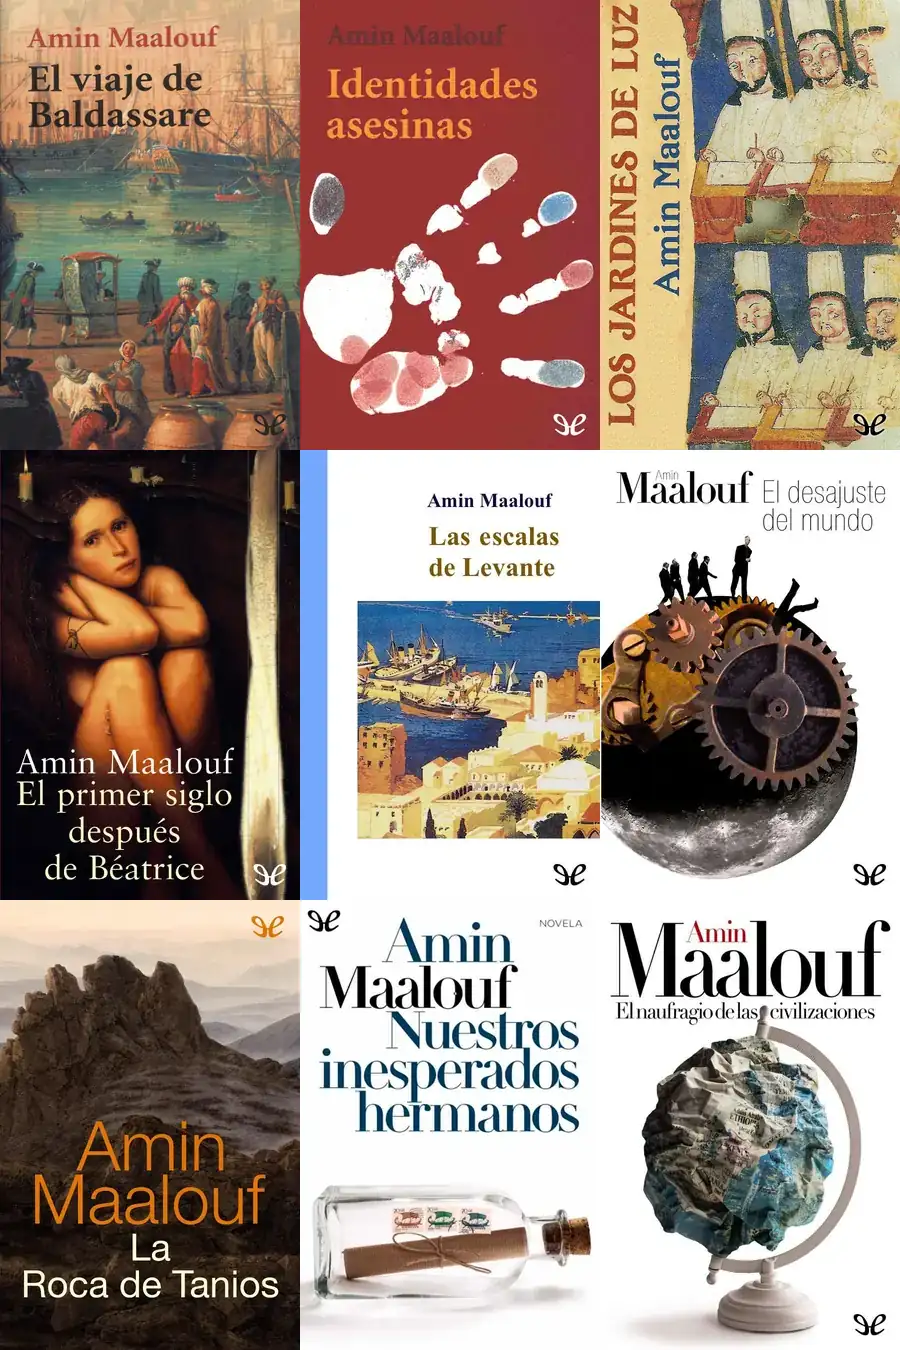 Amin Maalouf
El viaje de
Baldassare
Amin Maalouf
Identidades
asesinas
LOS JARDINES DE LUZ
Amin Maalouf
Amin Maalouf
El primer siglo
después
de Béatrice
Amin Maalouf
Las escalas
de Levante
Amin
Maalouf
El desajuste
del mundo
Amin
Maalouf
La
Roca de Tanios
NOVELA
Amin
Maalouf
Nuestros
inesperados
hermanos
Amin
Maalouf
El naufragio de las civilizaciones